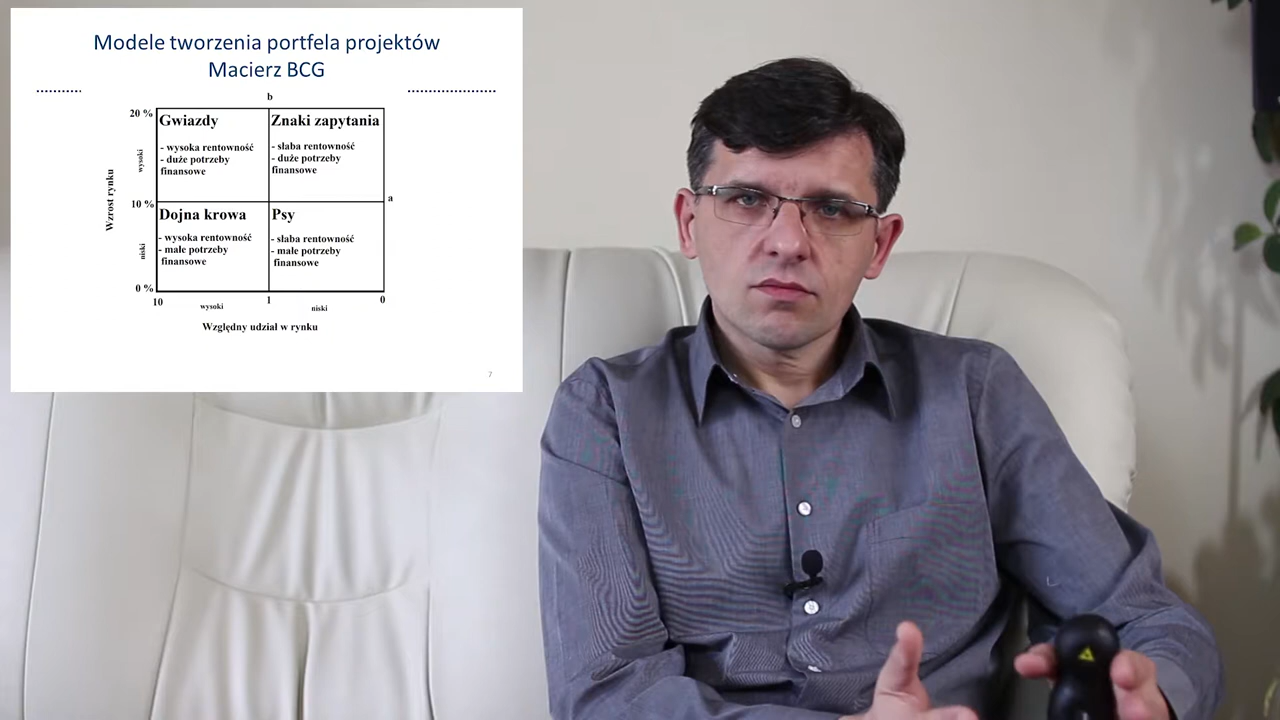 Modele tworzenia portfela projektów
Macierz BCG
b
20 %
Gwiazdy
Znaki zapytania
- wysoka rentowność
- duże potrzeby
finansowe
- słaba rentowność
- duże potrzeby
finansowe
wysoki
Wzrost rynku
a
10 %
Dojna krowa
Psy
- wysoka rentowność
- małe potrzeby
finansowe
- słaba rentowność
- małe potrzeby
finansowe
niski
0 %
10
1
0
wysoki
niski
Względny udział w rynku
7